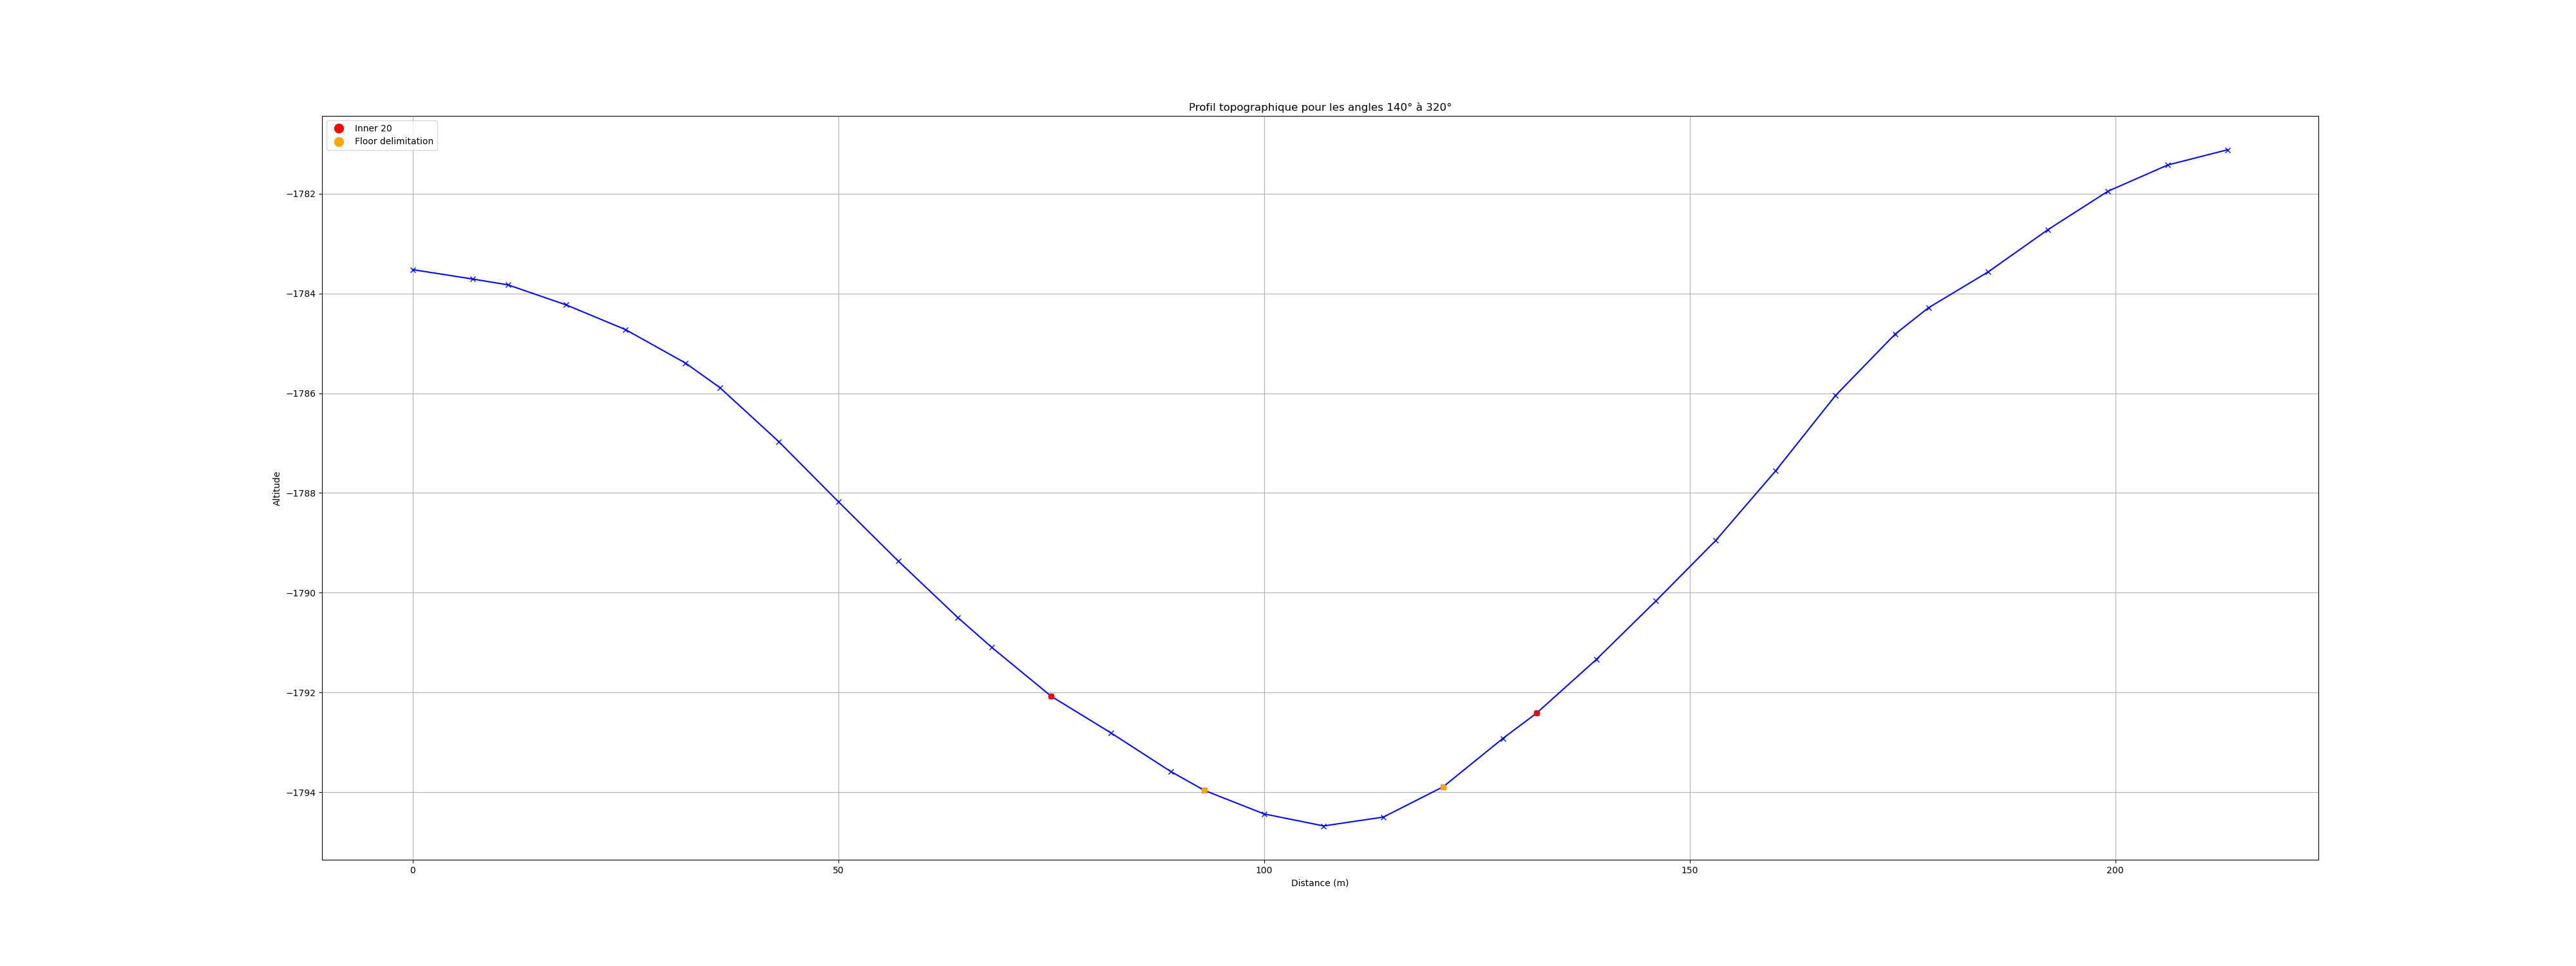 Profil topographique pour les angles 140° à 320°
Inner 20
Floor delimitation
−1782
−1784
−1786
−1788
−1790
−1792
−1794
Altitude
0 50 100 150 200
Distance (m)